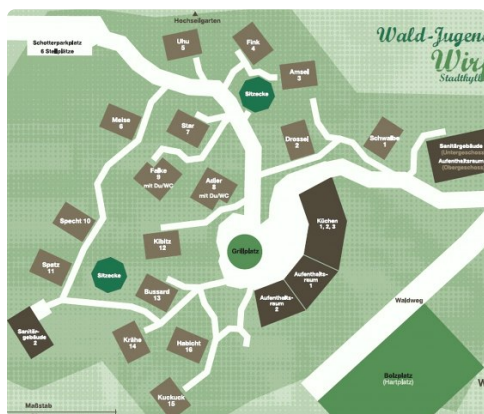 Hochseilgarten
Schotterparkplatz
6 Stellplätze
Uhu
5
Fink
4
Wald-Jugend
Stadtkyll
Amsel
3
Sitzecke
Meise
6
Star
7
Drossel
2
Schwalbe
1
Sanitärgebäude
(Untergeschoss)
Aufenthaltsraum
(Obergeschoss)
Falke
9
mit Du/WC
Adler
8
mit Du/WC
Küchen
1, 2, 3
Specht 10
Kibitz
12
Grillplatz
Spatz
11
Sitzecke
Bussard
13
Aufenthalts-
raum
1
Aufenthalts-
raum
2
Waldweg
Sanitär-
gebäude
2
Krähe
14
Habicht
16
Kuckuck
15
Bolzplatz
(Hartplatz)
W
Maßstab